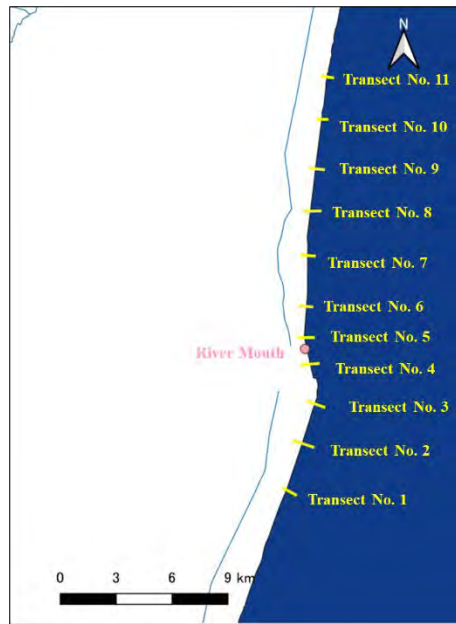 N
Transect No. 11
Transect No. 10
Transect No. 9
Transect No. 8
Transect No. 7
Transect No. 6
Transect No. 5
River Mouth
Transect No. 4
Transect No. 3
Transect No. 2
Transect No. 1
0 3 6 9 km